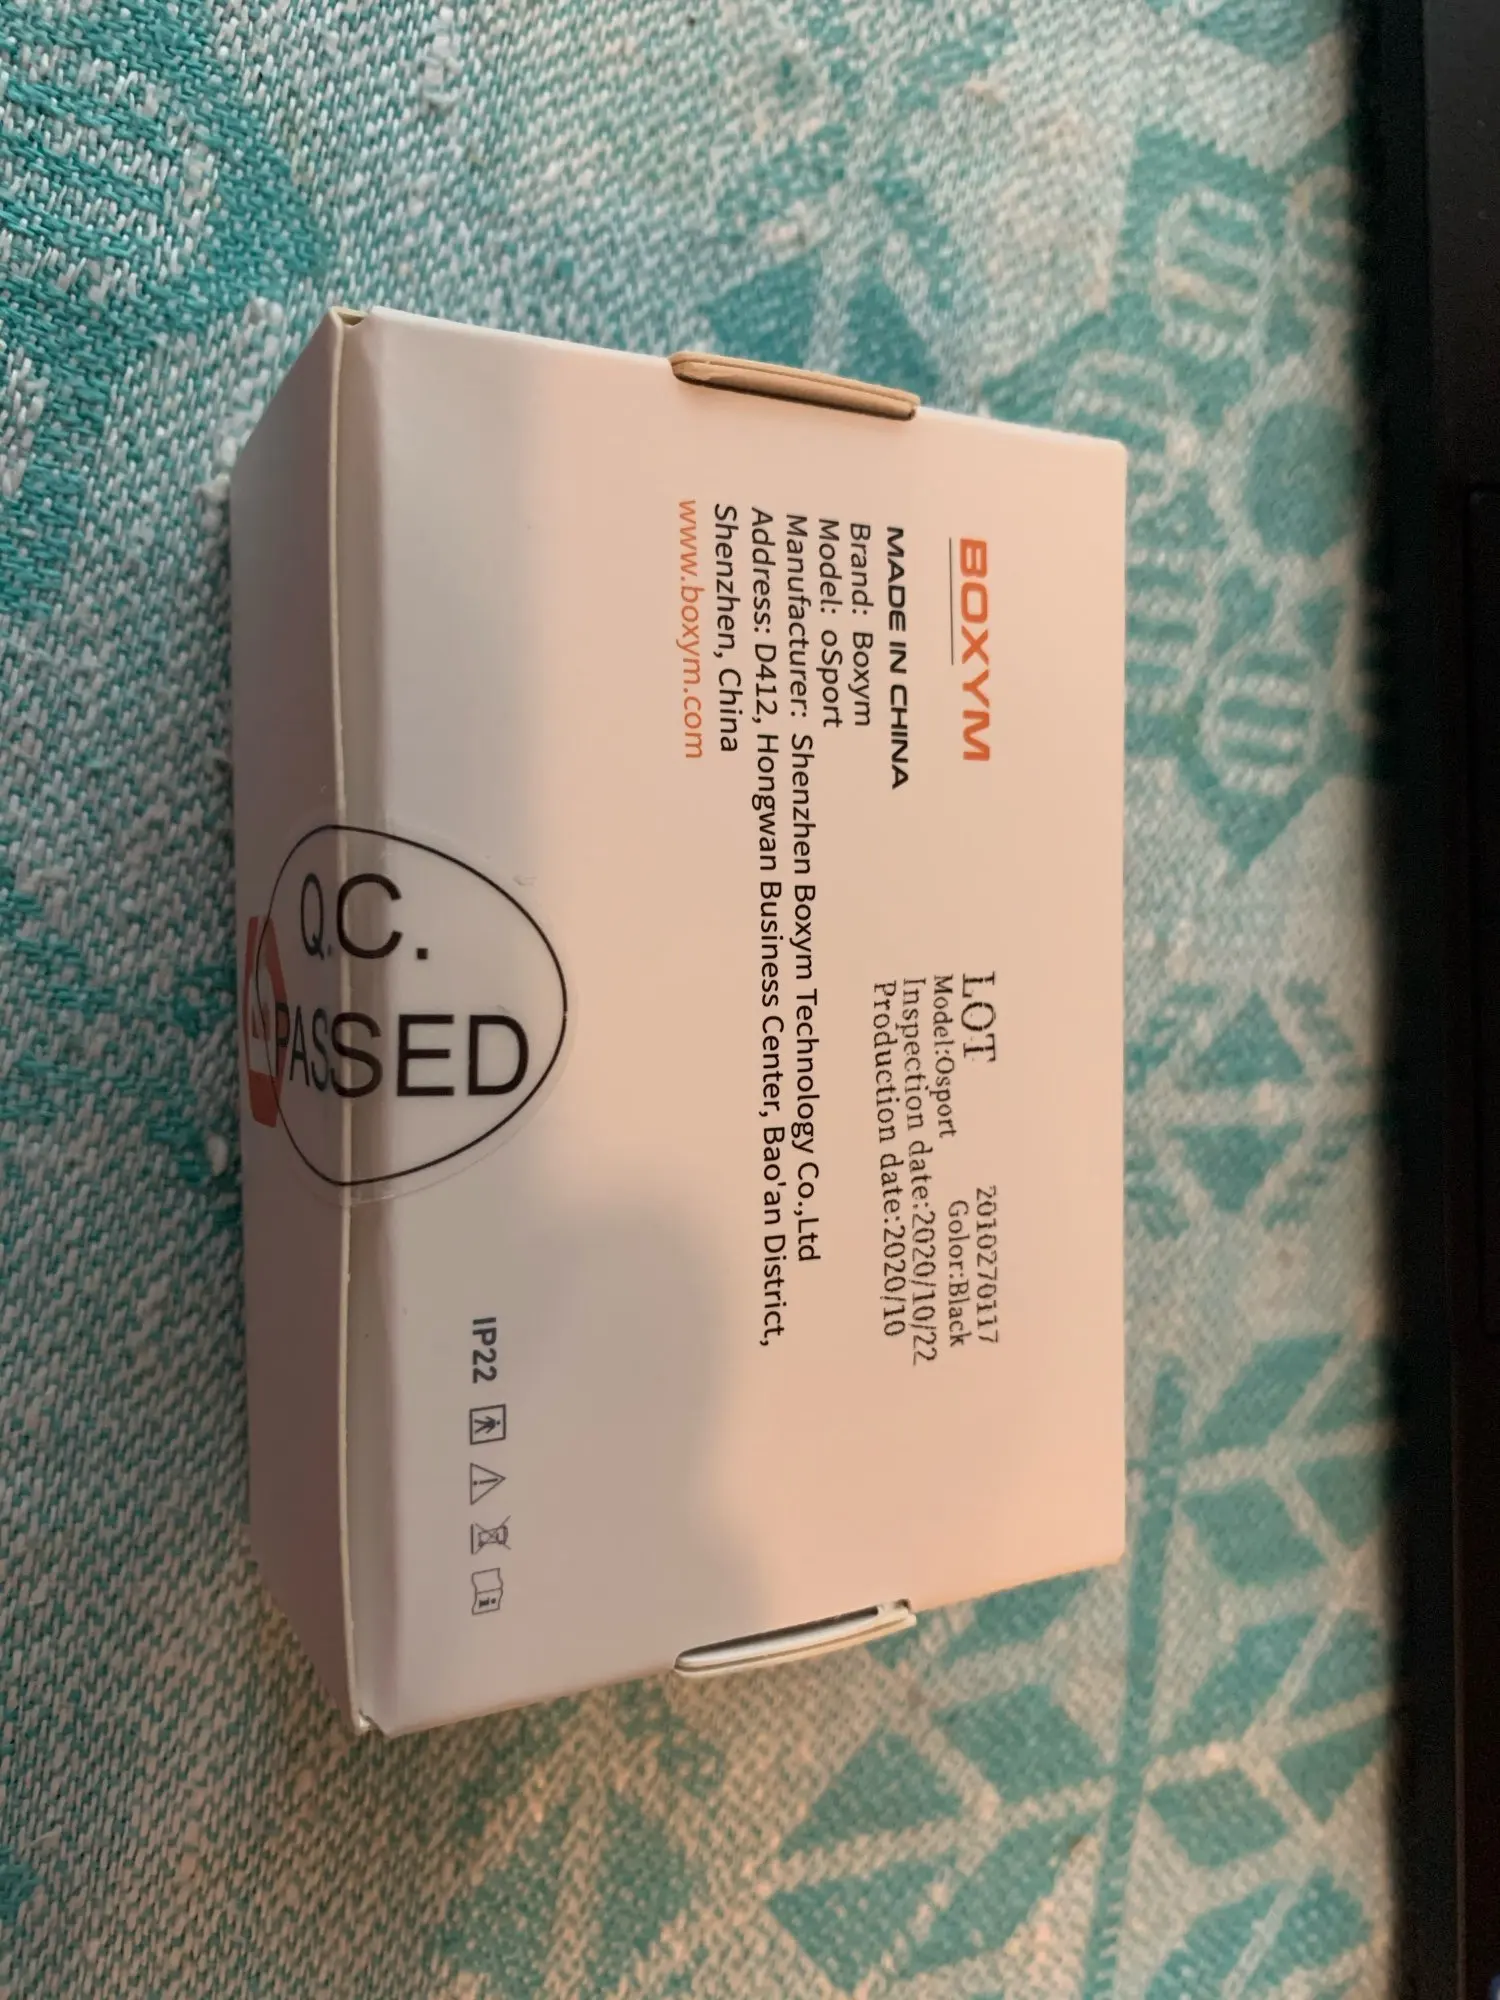 BOXYM
LOT 2010270117
Model:Osport Golor:Black
Inspection date:2020/10/22
Production date:2020/10
MADE IN CHINA
Brand: Boxym
Model: oSport
Manufacturer: Shenzhen Boxym Technology Co.,Ltd
Address: D412, Hongwan Business Center, Bao'an District,
Shenzhen, China
www.boxym.com
IP22
Q.C.
PASSED